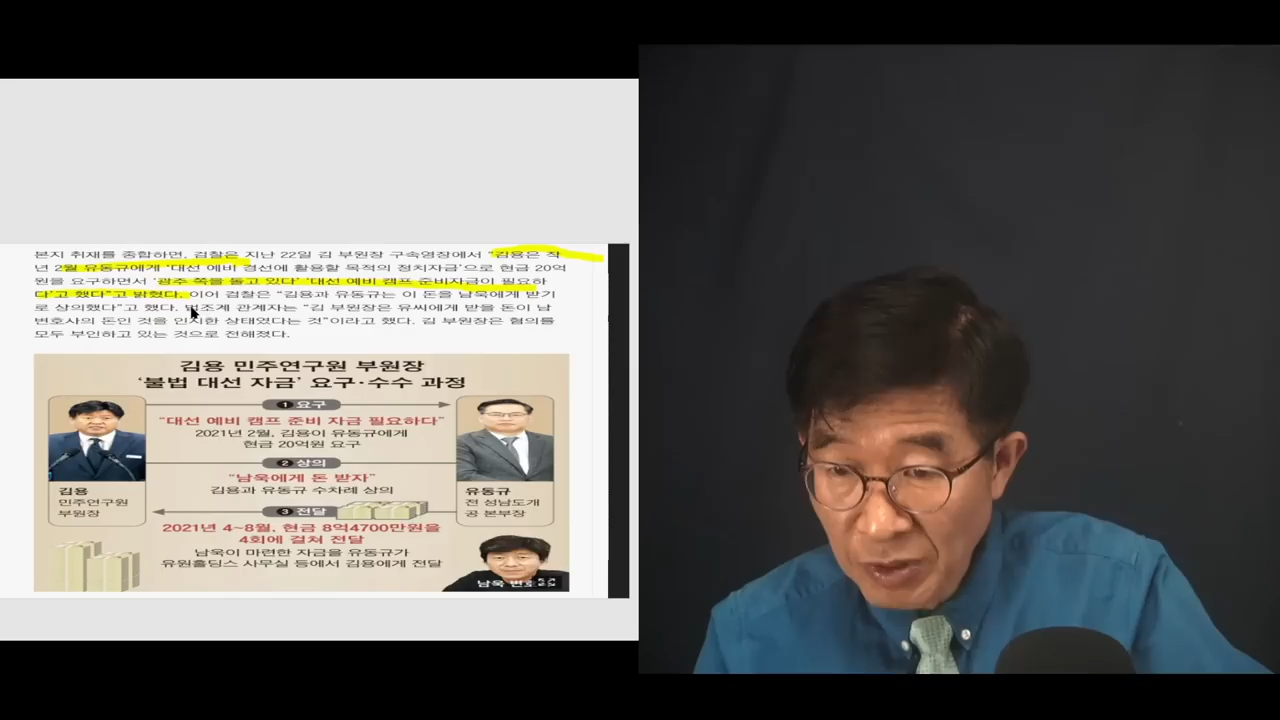 본지 취재를 종합하면, 검찰은 지난 22일 김 부원장 구속영장에서 "김용은 작
년 2월 유동규에게 '대선 예비 경선에 활용할 목적의 정치자금'으로 현금 20억
원을 요구하면서 '광주 쪽을 돌고 있다' '대선 예비 캠프 준비자금이 필요하
다'고 했다"고 밝혔다. 이어 검찰은 "김용과 유동규는 이 돈을 남욱에게 받기
로 상의했다"고 했다. 법조계 관계자는 "김 부원장은 유씨에게 받을 돈이 남
변호사의 돈인 것을 인지한 상태였다는 것"이라고 했다. 김 부원장은 혐의를
모두 부인하고 있는 것으로 전해졌다.
김용 민주연구원 부원장
'불법 대선 자금' 요구·수수 과정
1 요구
"대선 예비 캠프 준비 자금 필요하다"
2021년 2월, 김용이 유동규에게
현금 20억원 요구
2 상의
"남욱에게 돈 받자"
김용과 유동규 수차례 상의
김용
민주연구원
부원장
유동규
전 성남도개
공 본부장
3 전달
2021년 4~8월, 현금 8억4700만원을
4회에 걸쳐 전달
남욱이 마련한 자금을 유동규가
유원홀딩스 사무실 등에서 김용에게 전달
남욱